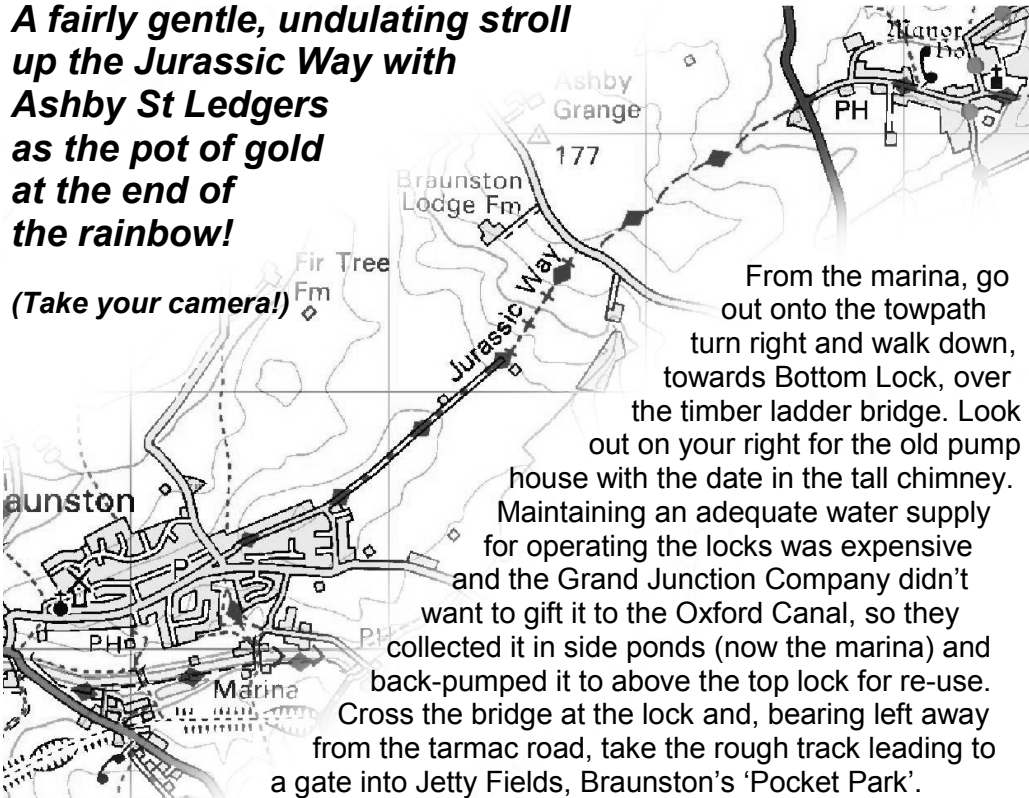 A fairly gentle, undulating stroll
up the Jurassic Way with
Ashby St Ledgers
as the pot of gold
at the end of
the rainbow!
(Take your camera!)
Manor
Ho
PH
Ashby
Grange
177
Braunston
Lodge Fm
Fir Tree
Fm
Jurassic Way
From the marina, go
out onto the towpath
turn right and walk down,
towards Bottom Lock, over
the timber ladder bridge. Look
out on your right for the old pump
house with the date in the tall chimney.
Maintaining an adequate water supply
for operating the locks was expensive
and the Grand Junction Company didn’t
want to gift it to the Oxford Canal, so they
collected it in side ponds (now the marina) and
back-pumped it to above the top lock for re-use.
Cross the bridge at the lock and, bearing left away
from the tarmac road, take the rough track leading to
a gate into Jetty Fields, Braunston’s ‘Pocket Park’.
aunston
P
PH
PH
Marina